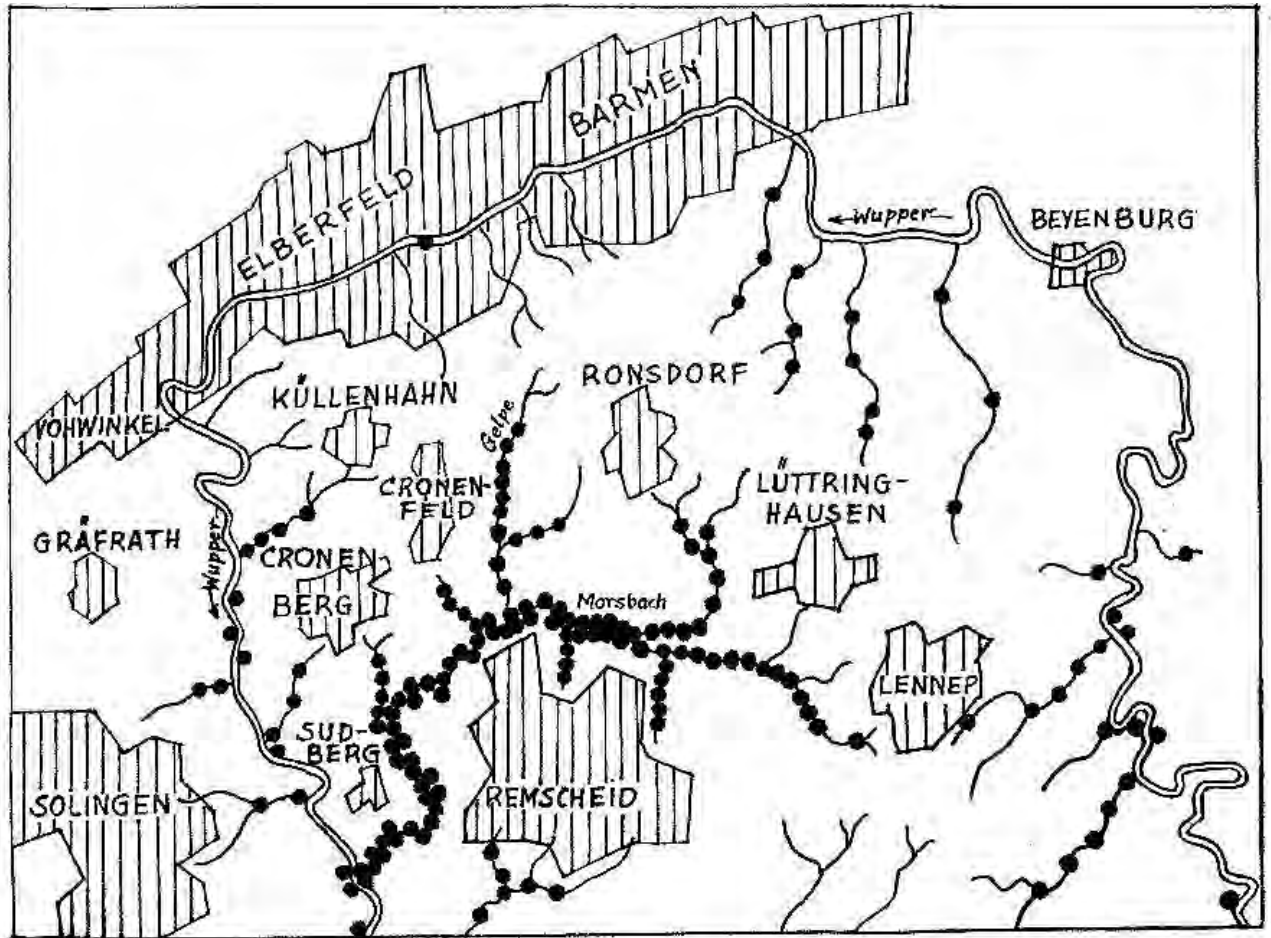 BARMEN
ELBERFELD
←Wupper
BEYENBURG
VOHWINKEL
KÜLLENHAHN
RONSDORF
Gelpe
CRONEN-
FELD
LÜTTRING-
HAUSEN
GRÄFRATH
←Wupper
CRONEN
BERG
Morsbach
LENNEP
SUD-
BERG
SOLINGEN
REMSCHEID